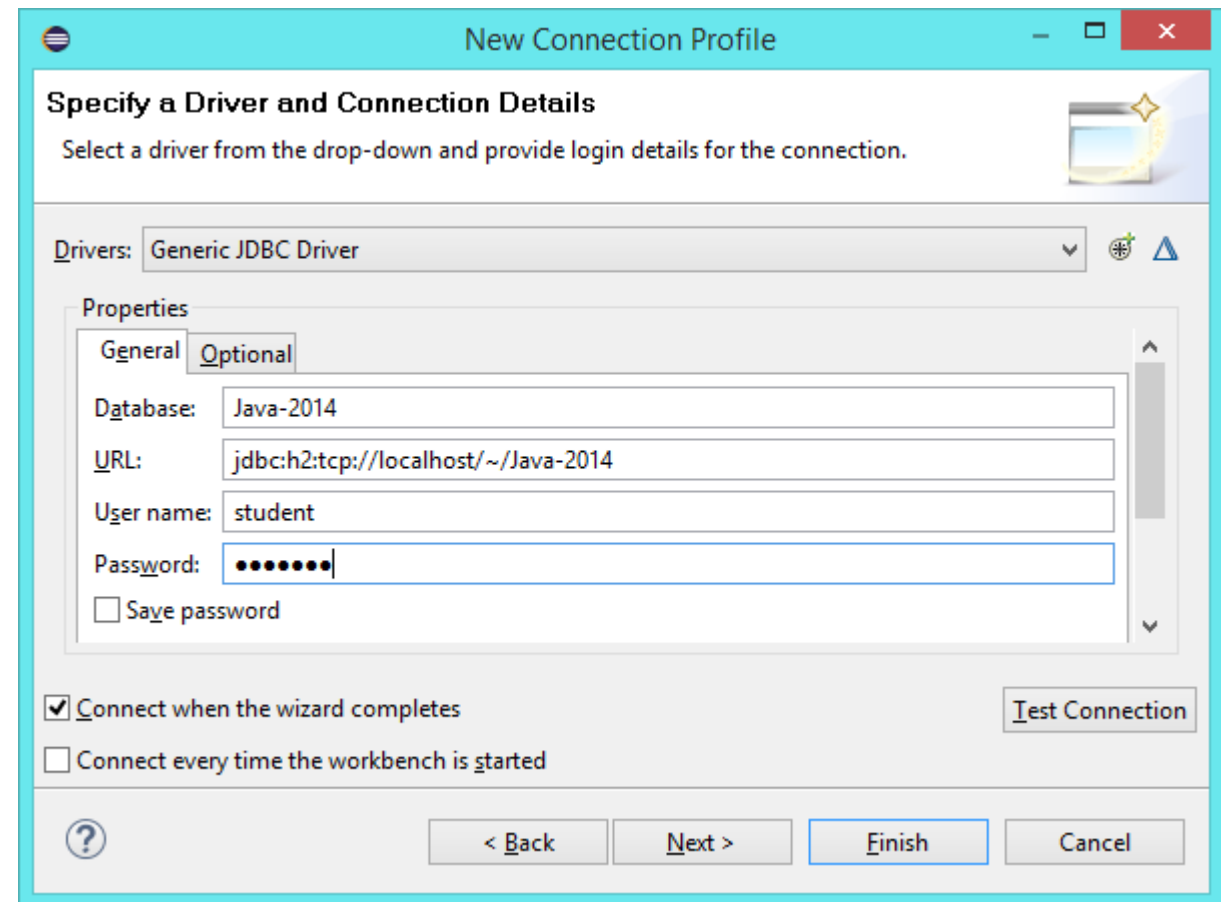 New Connection Profile
Specify a Driver and Connection Details
Select a driver from the drop-down and provide login details for the connection.
Drivers: Generic JDBC Driver
Properties
General Optional
Database: Java-2014
URL: jdbc:h2:tcp://localhost/~/Java-2014
User name: student
Password: •••••••
Save password
Connect when the wizard completes
Test Connection
Connect every time the workbench is started
< Back Next > Finish Cancel